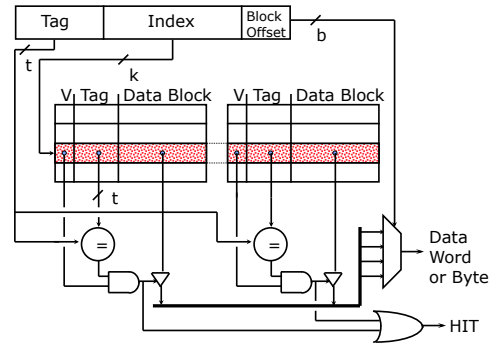 Tag Index Block Offset
t k b
V Tag Data Block V Tag Data Block
t
= =
Data Word or Byte
HIT